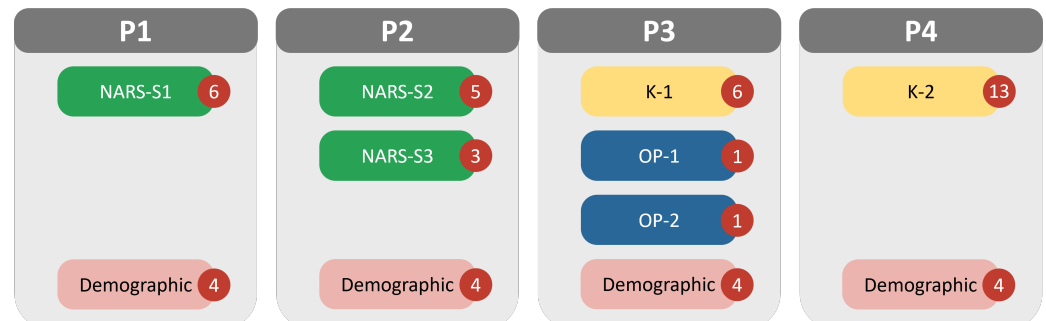 P1
NARS-S1 6
Demographic 4
P2
NARS-S2 5
NARS-S3 3
Demographic 4
P3
K-1 6
OP-1 1
OP-2 1
Demographic 4
P4
K-2 13
Demographic 4